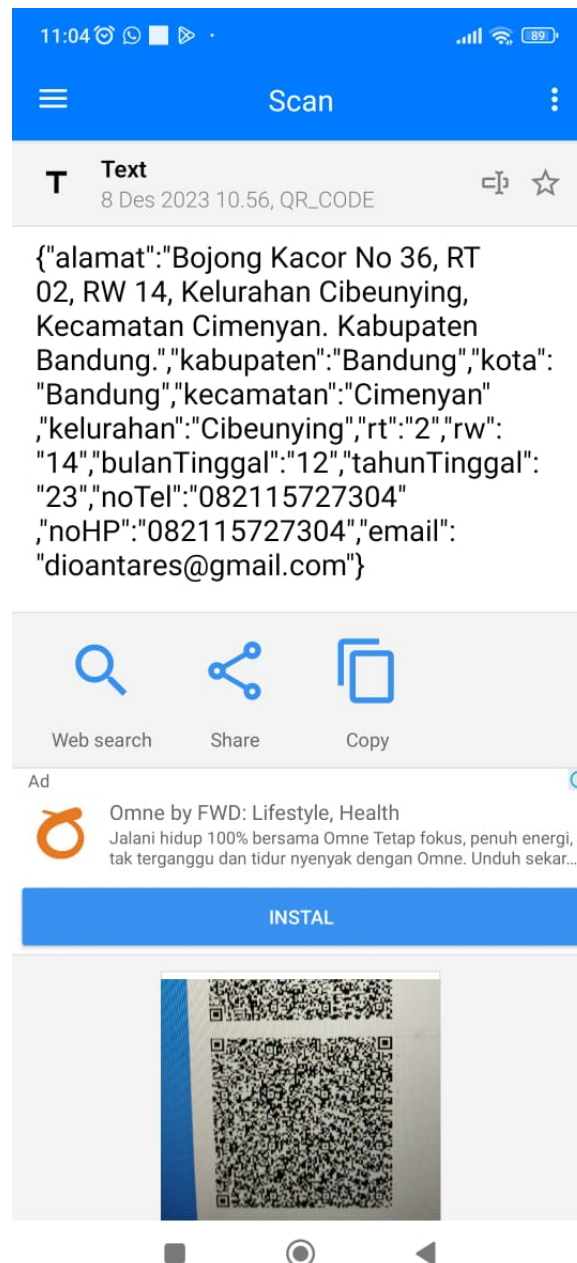 11:04
89
Scan
T
Text
8 Des 2023 10.56, QR_CODE
{"alamat":"Bojong Kacor No 36, RT
02, RW 14, Kelurahan Cibeunying,
Kecamatan Cimenyan. Kabupaten
Bandung.","kabupaten":"Bandung","kota":
"Bandung","kecamatan":"Cimenyan"
,"kelurahan":"Cibeunying","rt":"2","rw":
"14","bulanTinggal":"12","tahunTinggal":
"23","noTel":"082115727304"
,"noHP":"082115727304","email":
"dioantares@gmail.com"}
Web search Share Copy
Ad
Omne by FWD: Lifestyle, Health
Jalani hidup 100% bersama Omne Tetap fokus, penuh energi,
tak terganggu dan tidur nyenyak dengan Omne. Unduh sekar...
INSTAL